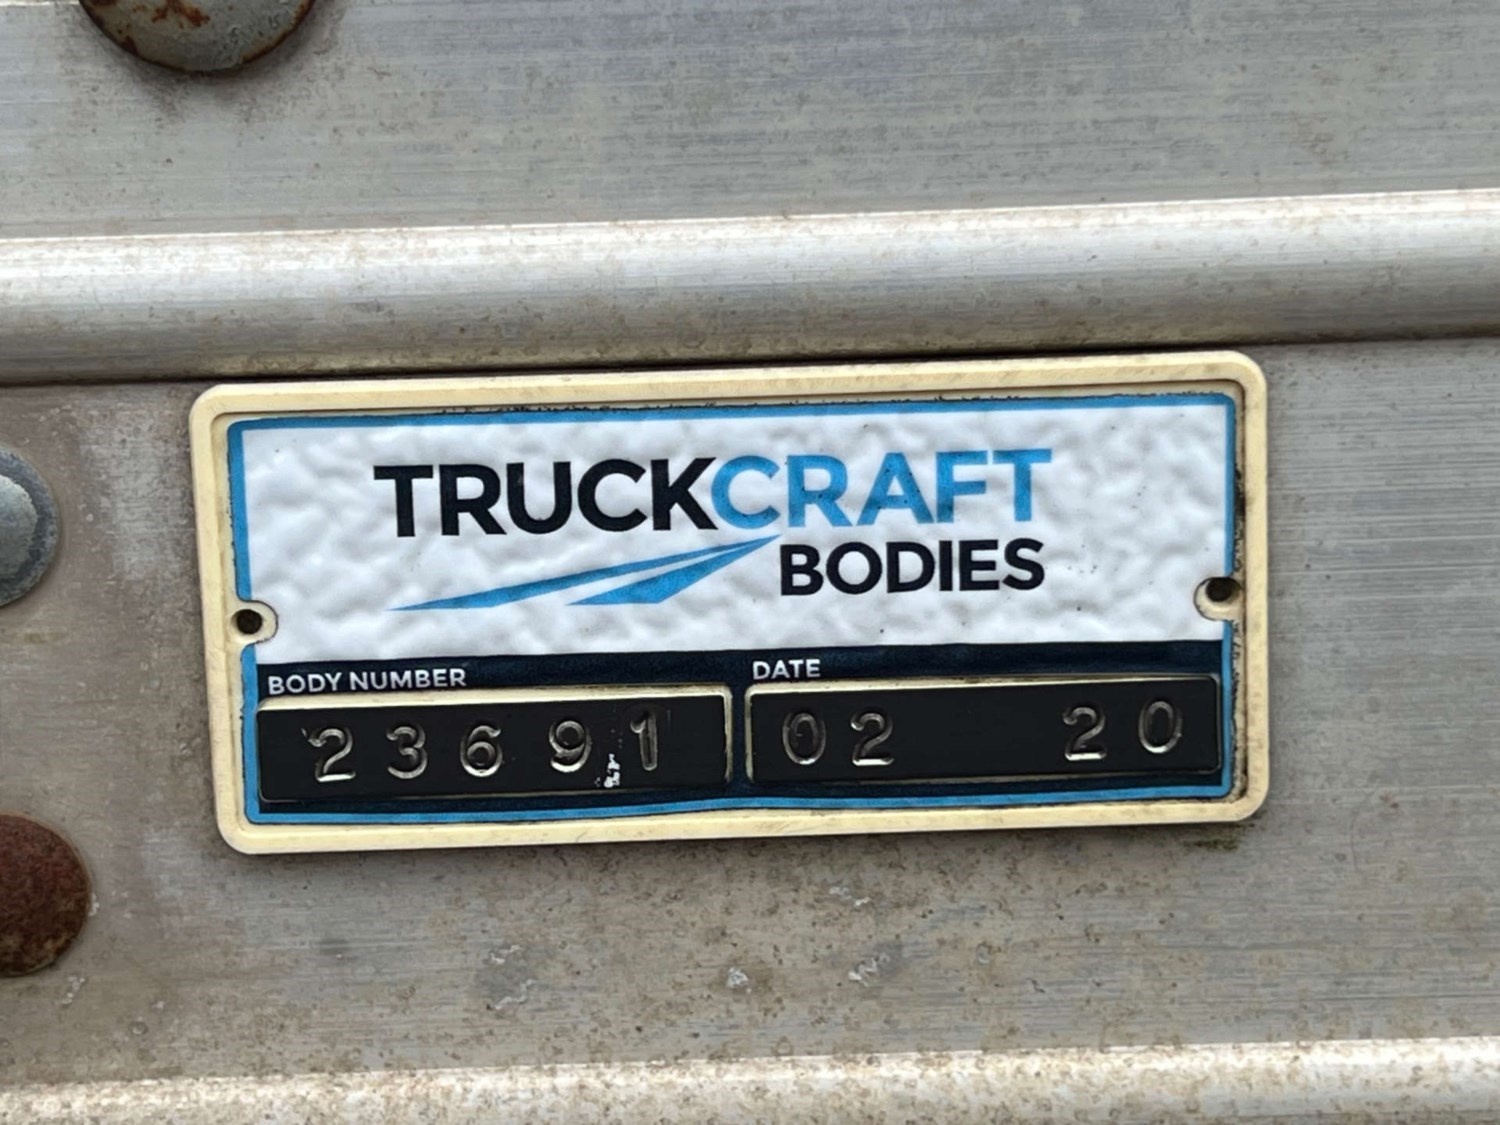 TRUCKCRAFT
BODIES
BODY NUMBER DATE
23691 02 20